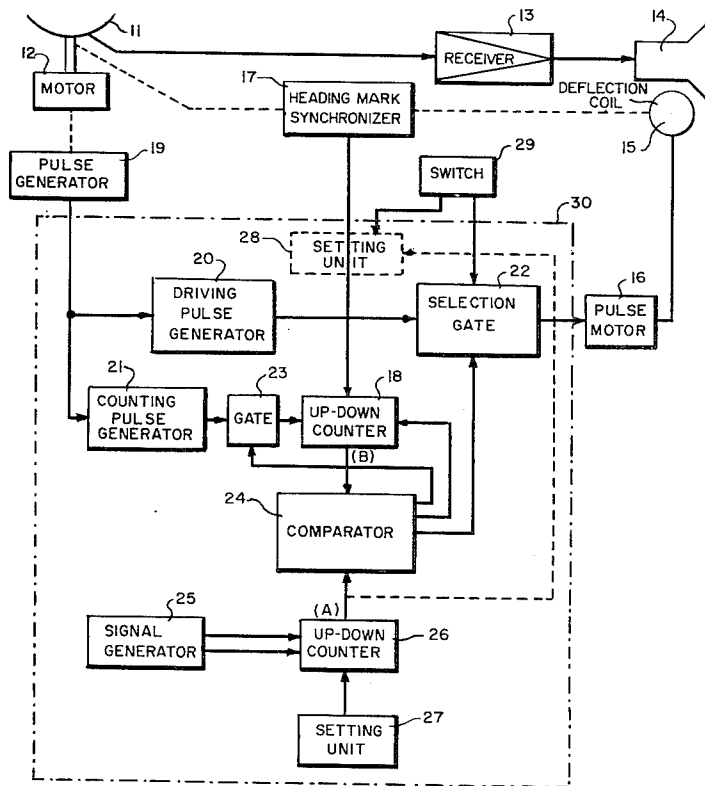 11
12
MOTOR
13
RECEIVER
14
DEFLECTION
COIL
15
17
HEADING MARK
SYNCHRONIZER
19
PULSE
GENERATOR
29
SWITCH
30
28
SETTING
UNIT
20
DRIVING
PULSE
GENERATOR
22
SELECTION
GATE
16
PULSE
MOTOR
21
COUNTING
PULSE
GENERATOR
23
GATE
18
UP-DOWN
COUNTER
(B)
24
COMPARATOR
(A)
25
SIGNAL
GENERATOR
UP-DOWN
COUNTER
26
SETTING
UNIT
27